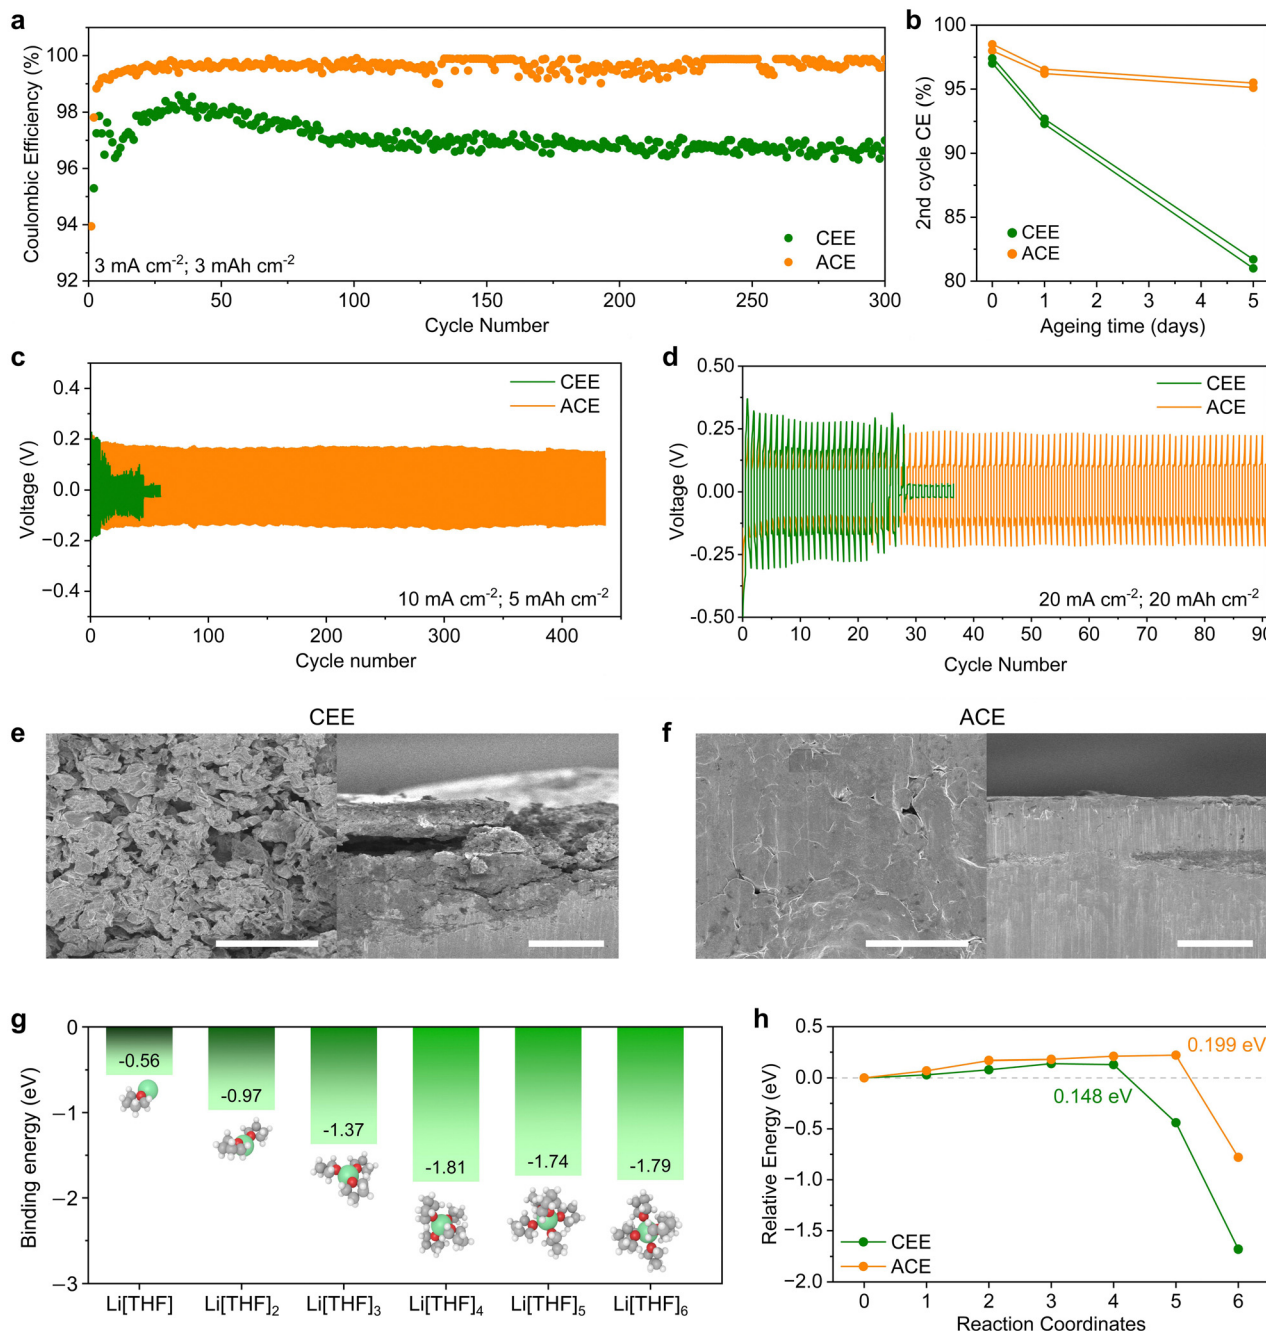 a
100
98
96
94
92
Coulombic Efficiency (%)
CEE
ACE
3 mA cm⁻²; 3 mAh cm⁻²
0 50 100 150 200 250 300
Cycle Number
b
100
95
90
85
80
2nd cycle CE (%)
CEE
ACE
0 1 2 3 4 5
Ageing time (days)
c
0.4
0.2
0.0
−0.2
−0.4
Voltage (V)
CEE
ACE
10 mA cm⁻²; 5 mAh cm⁻²
0 100 200 300 400
Cycle number
d
0.50
0.25
0.00
-0.25
-0.50
Voltage (V)
CEE
ACE
20 mA cm⁻²; 20 mAh cm⁻²
0 10 20 30 40 50 60 70 80 90
Cycle Number
e
CEE
f
ACE
g
0
−1
−2
−3
Binding energy (eV)
-0.56
-0.97
-1.37
-1.81
-1.74
-1.79
Li[THF] Li[THF]₂ Li[THF]₃ Li[THF]₄ Li[THF]₅ Li[THF]₆
h
0.5
0.0
−0.5
−1.0
−1.5
−2.0
Relative Energy (eV)
0.199 eV
0.148 eV
CEE
ACE
0 1 2 3 4 5 6
Reaction Coordinates